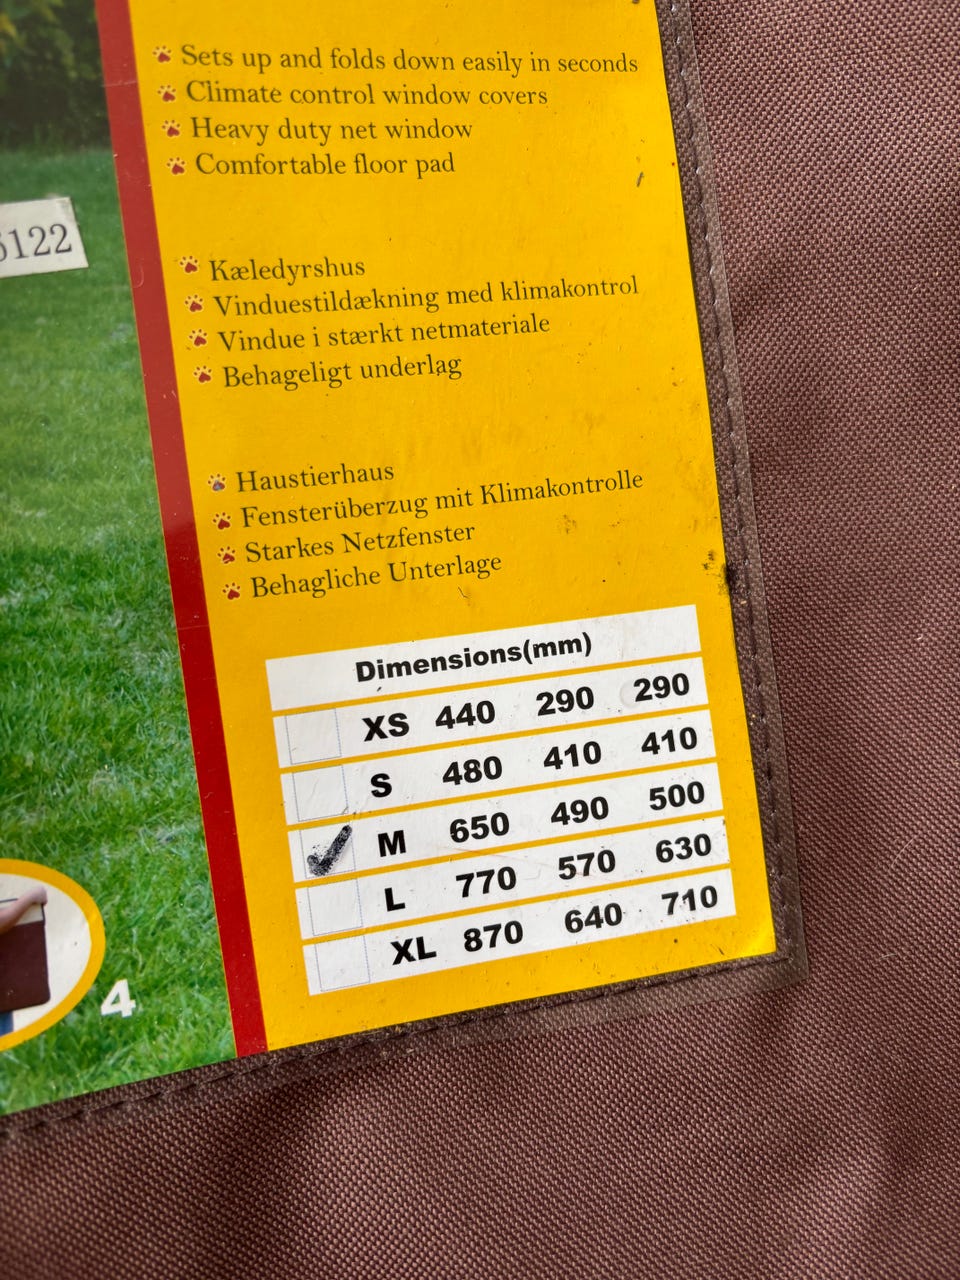 Sets up and folds down easily in seconds
Climate control window covers
Heavy duty net window
Comfortable floor pad
5122
Kæledyrshus
Vinduestildækning med klimakontrol
Vindue i stærkt netmateriale
Behageligt underlag
Haustierhaus
Fensterüberzug mit Klimakontrolle
Starkes Netzfenster
Behagliche Unterlage
Dimensions(mm)
XS 440 290 290
S 480 410 410
M 650 490 500
L 770 570 630
XL 870 640 710
4